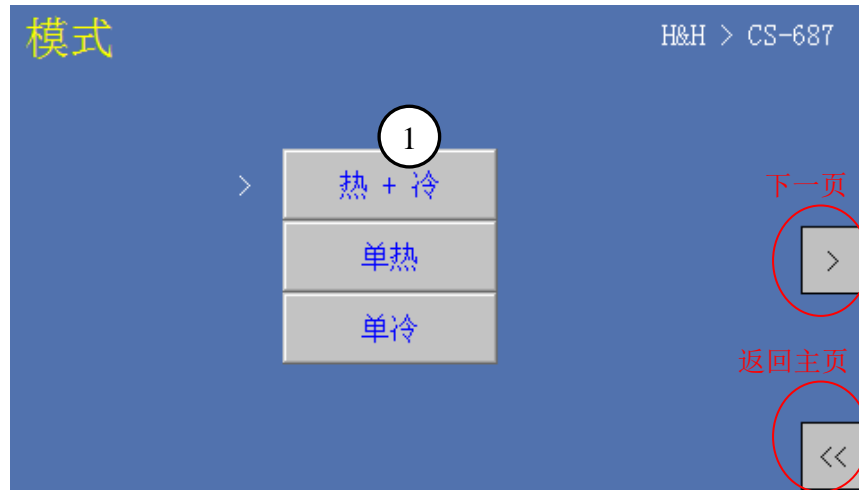 模式
H&H > CS-687
1
> 热 + 冷
单热
单冷
下一页
>
返回主页
<<